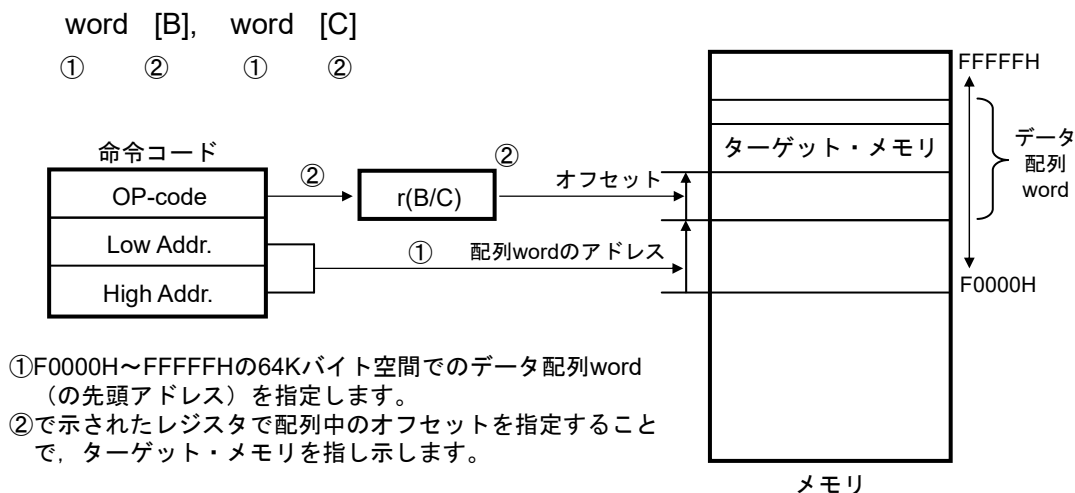 word [B], word [C]
① ② ① ②
FFFFFH
命令コード
OP-code
Low Addr.
High Addr.
②
r(B/C)
②
オフセット
①
配列wordのアドレス
ターゲット・メモリ
データ
配列
word
F0000H
メモリ
①F0000H～FFFFFHの64Kバイト空間でのデータ配列word
（の先頭アドレス）を指定します。
②で示されたレジスタで配列中のオフセットを指定すること
で，ターゲット・メモリを指し示します。